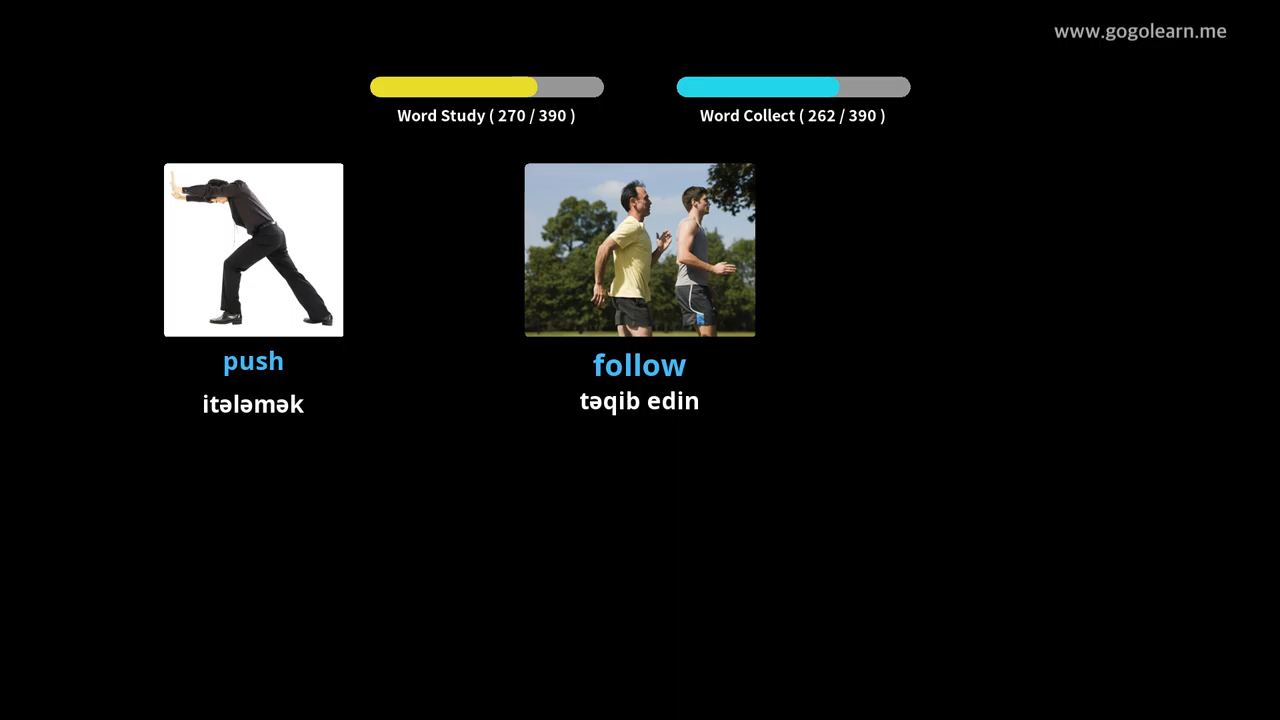 www.gogolearn.me
Word Study ( 270 / 390 )
Word Collect ( 262 / 390 )
push
itələmək
follow
təqib edin